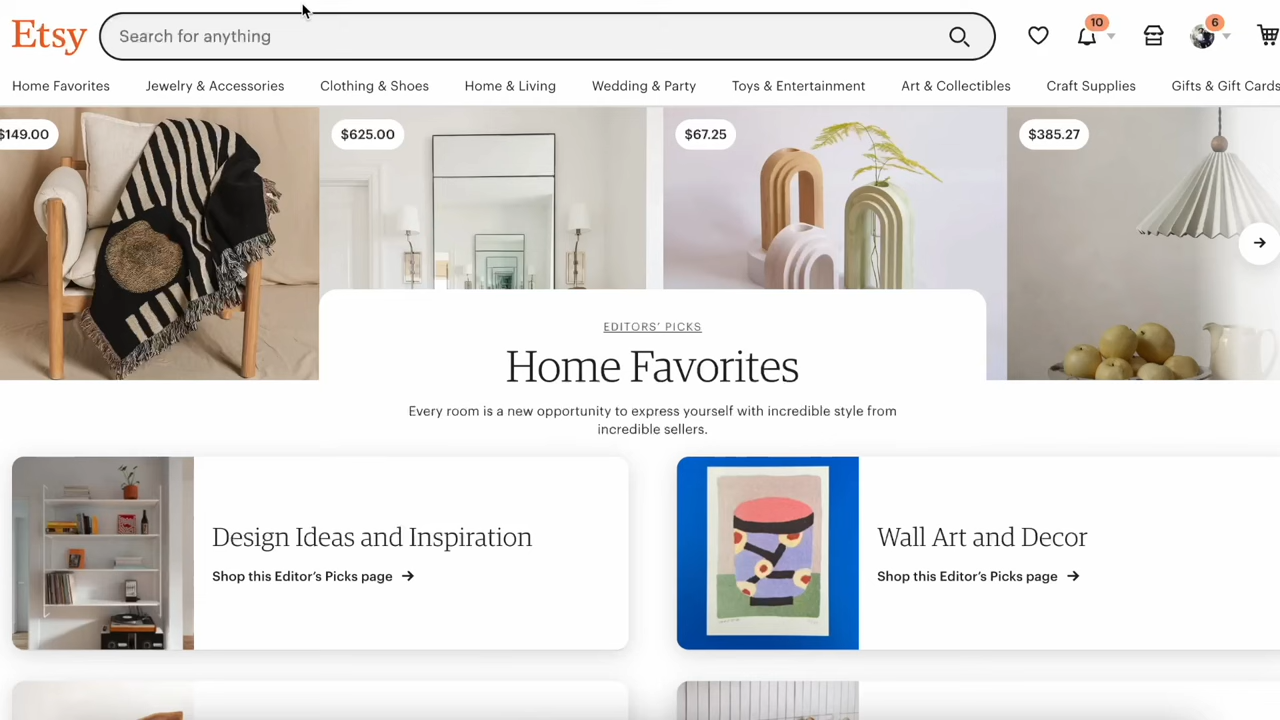 Etsy
Search for anything
10
6
Home Favorites
Jewelry & Accessories
Clothing & Shoes
Home & Living
Wedding & Party
Toys & Entertainment
Art & Collectibles
Craft Supplies
Gifts & Gift Cards
$149.00
$625.00
$67.25
$385.27
EDITORS' PICKS
Home Favorites
Every room is a new opportunity to express yourself with incredible style from
incredible sellers.
Design Ideas and Inspiration
Shop this Editor's Picks page
Wall Art and Decor
Shop this Editor's Picks page